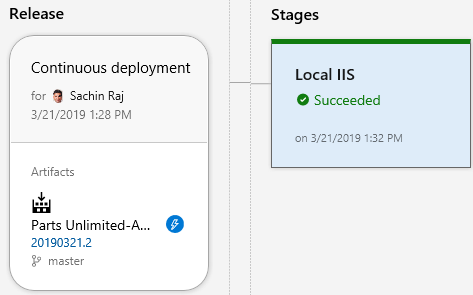 Release
Continuous deployment
for Sachin Raj
3/21/2019 1:28 PM
Artifacts
Parts Unlimited-A...
20190321.2
master
Stages
Local IIS
Succeeded
on 3/21/2019 1:32 PM